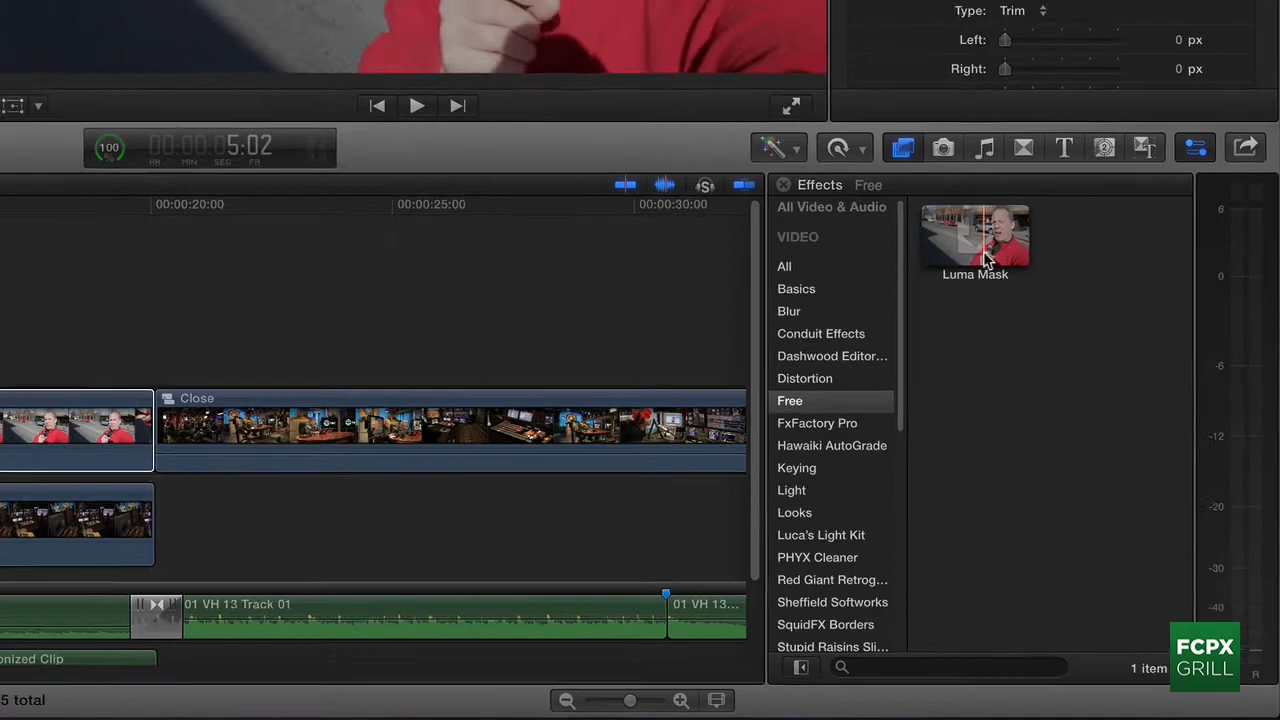 Type: Trim
Left: 0 px
Right: 0 px
100 %
00:00:00:05:02
HR MIN SEC FR
Effects Free
00:00:20:00 00:00:25:00 00:00:30:00
All Video & Audio
VIDEO
All
Basics
Blur
Conduit Effects
Dashwood Editor...
Distortion
Free
FxFactory Pro
Hawaiki AutoGrade
Keying
Light
Looks
Luca's Light Kit
PHYX Cleaner
Red Giant Retrog...
Sheffield Softworks
SquidFX Borders
Stupid Raisins Sli...
Luma Mask
Close
01 VH 13 Track 01
01 VH 13...
onized Clip
5 total
1 item
6
0
-6
-12
-20
-30
-40
R
FCPX
GRILL